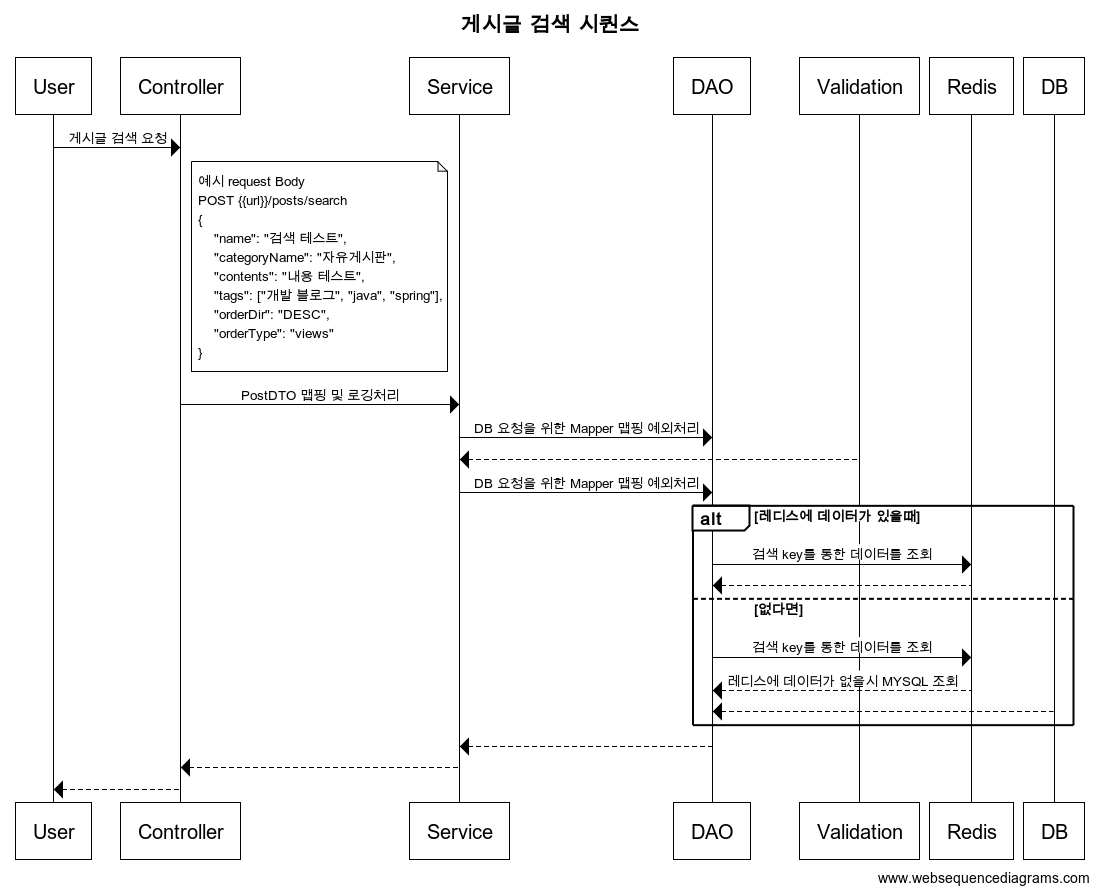 게시글 검색 시퀀스
User
Controller
Service
DAO
Validation
Redis
DB
게시글 검색 요청
예시 request Body
POST {{url}}/posts/search
{
"name": "검색 테스트",
"categoryName": "자유게시판",
"contents": "내용 테스트",
"tags": ["개발 블로그", "java", "spring"],
"orderDir": "DESC",
"orderType": "views"
}
PostDTO 맵핑 및 로깅처리
DB 요청을 위한 Mapper 맵핑 예외처리
DB 요청을 위한 Mapper 맵핑 예외처리
alt
[레디스에 데이터가 있을때]
검색 key를 통한 데이터를 조회
[없다면]
검색 key를 통한 데이터를 조회
레디스에 데이터가 없을시 MYSQL 조회
User
Controller
Service
DAO
Validation
Redis
DB
www.websequencediagrams.com